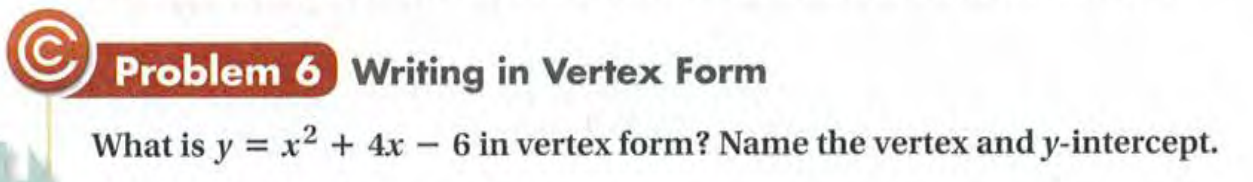 © Problem 6 Writing in Vertex Form
What is y = x² + 4x − 6 in vertex form? Name the vertex and y-intercept.